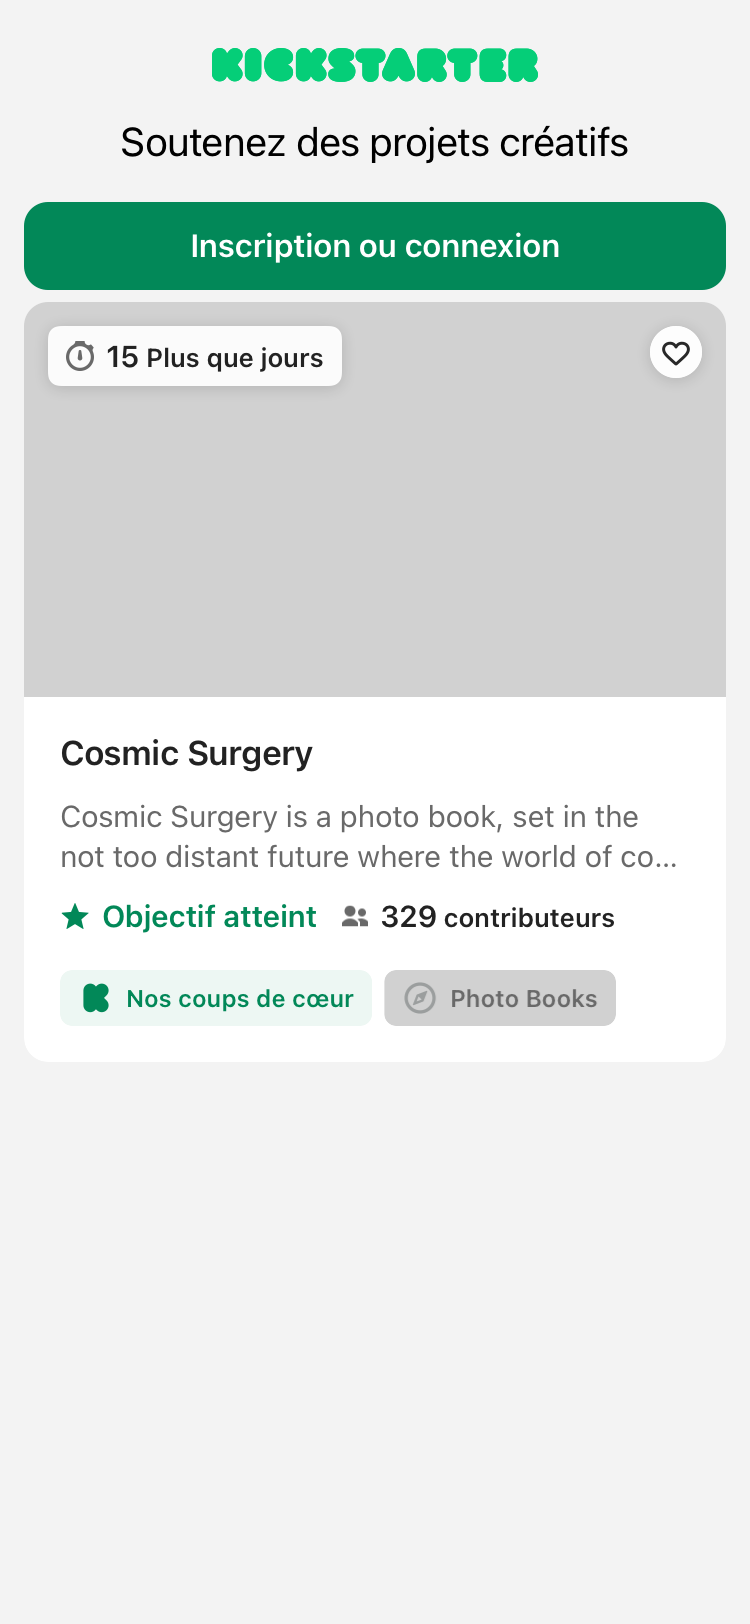 KICKSTARTER
Soutenez des projets créatifs
Inscription ou connexion
15 Plus que jours
Cosmic Surgery
Cosmic Surgery is a photo book, set in the
not too distant future where the world of co...
Objectif atteint 329 contributeurs
Nos coups de cœur Photo Books